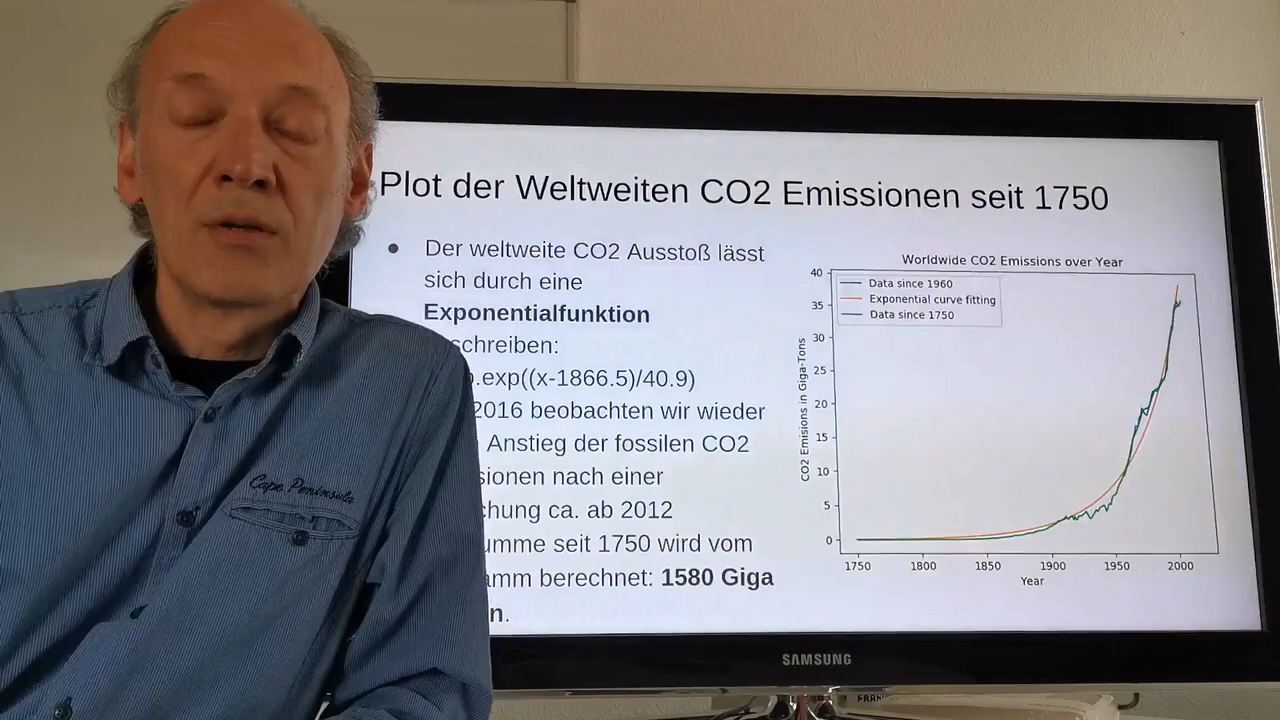 Plot der Weltweiten CO2 Emissionen seit 1750
Der weltweite CO2 Ausstoß lässt
sich durch eine
Exponentialfunktion
schreiben:
.exp((x-1866.5)/40.9)
2016 beobachten wir wieder
Anstieg der fossilen CO2
sionen nach einer
chung ca. ab 2012
umme seit 1750 wird vom
amm berechnet: 1580 Giga
n.
Worldwide CO2 Emissions over Year
Data since 1960
Exponential curve fitting
Data since 1750
CO2 Emisions in Giga-Tons
40
35
30
25
20
15
10
5
0
1750 1800 1850 1900 1950 2000
Year
Cape Peninsula
SAMSUNG
FRAN